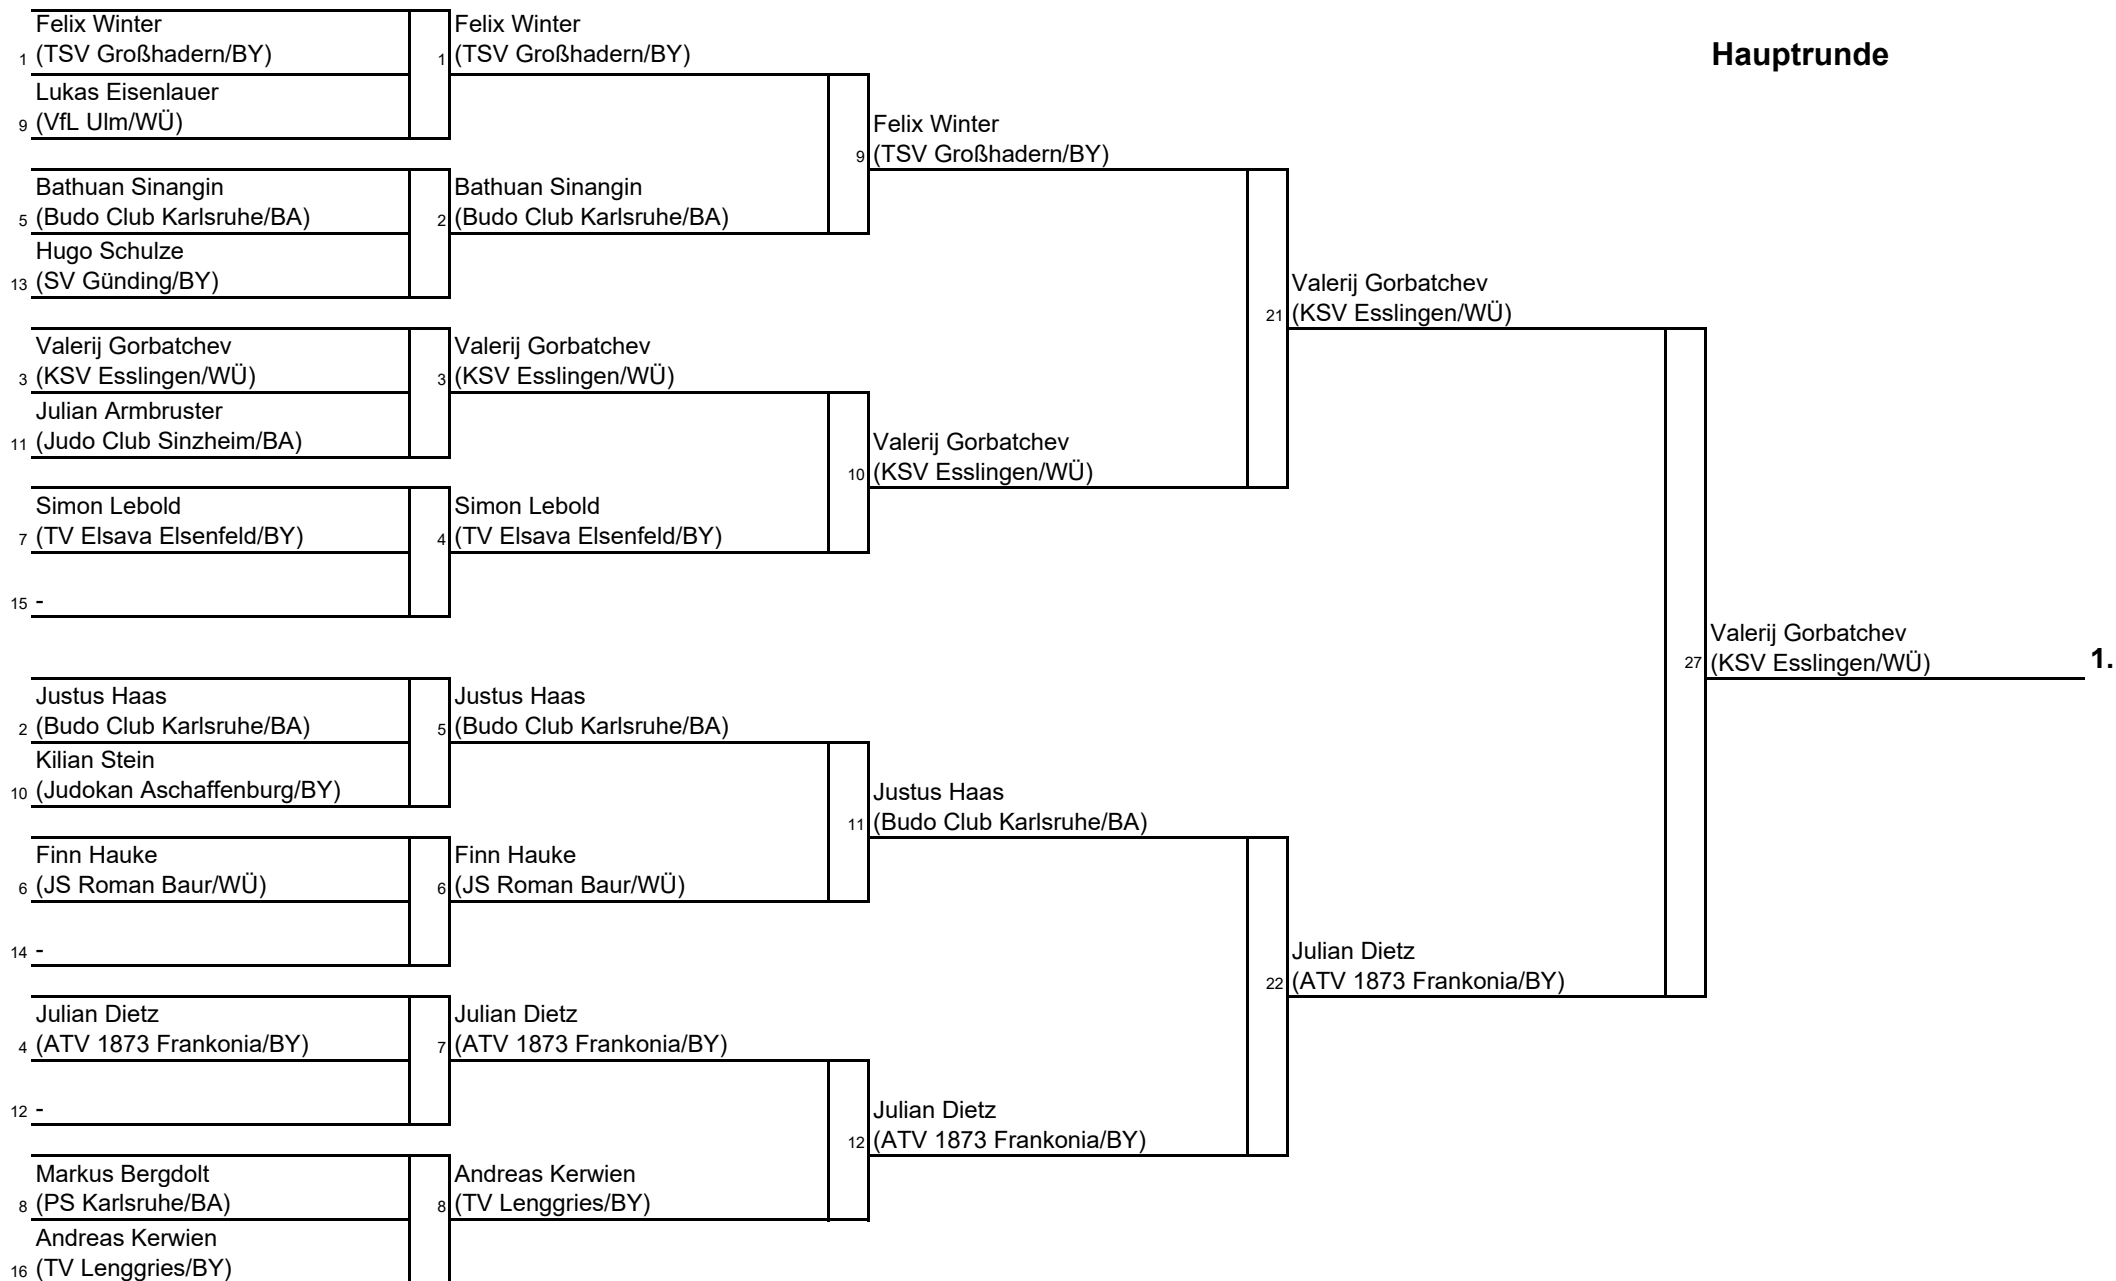 Hauptrunde
Felix Winter
1 (TSV Großhadern/BY)
Lukas Eisenlauer
9 (VfL Ulm/WÜ)
Bathuan Sinangin
5 (Budo Club Karlsruhe/BA)
Hugo Schulze
13 (SV Günding/BY)
Valerij Gorbatchev
3 (KSV Esslingen/WÜ)
Julian Armbruster
11 (Judo Club Sinzheim/BA)
Simon Lebold
7 (TV Elsava Elsenfeld/BY)
15 -
Justus Haas
2 (Budo Club Karlsruhe/BA)
Kilian Stein
10 (Judokan Aschaffenburg/BY)
Finn Hauke
6 (JS Roman Baur/WÜ)
14 -
Julian Dietz
4 (ATV 1873 Frankonia/BY)
12 -
Markus Bergdolt
8 (PS Karlsruhe/BA)
Andreas Kerwien
16 (TV Lenggries/BY)
Felix Winter
1 (TSV Großhadern/BY)
Bathuan Sinangin
2 (Budo Club Karlsruhe/BA)
Valerij Gorbatchev
3 (KSV Esslingen/WÜ)
Simon Lebold
4 (TV Elsava Elsenfeld/BY)
Justus Haas
5 (Budo Club Karlsruhe/BA)
Finn Hauke
6 (JS Roman Baur/WÜ)
Julian Dietz
7 (ATV 1873 Frankonia/BY)
Andreas Kerwien
8 (TV Lenggries/BY)
Felix Winter
9 (TSV Großhadern/BY)
Valerij Gorbatchev
10 (KSV Esslingen/WÜ)
Justus Haas
11 (Budo Club Karlsruhe/BA)
Julian Dietz
12 (ATV 1873 Frankonia/BY)
Valerij Gorbatchev
21 (KSV Esslingen/WÜ)
Julian Dietz
22 (ATV 1873 Frankonia/BY)
Valerij Gorbatchev
27 (KSV Esslingen/WÜ) 1.